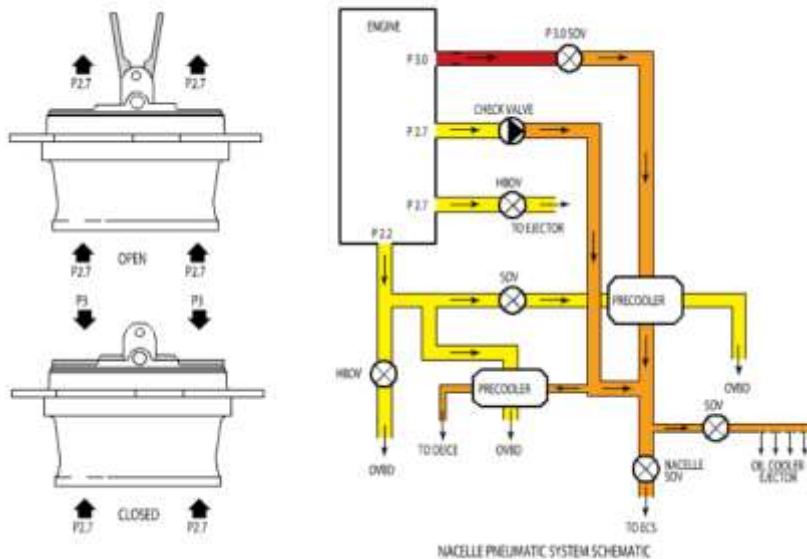 P2.7 P2.7
P2.7 P2.7
OPEN
P3 P3
P2.7 P2.7
CLOSED
ENGINE
P 3.0
P 3.0 SOV
CHECK VALVE
P 2.7
HBOV
P 2.7
TO EJECTOR
P 2.2
SOV
PRECOOLER
HBOV
PRECOOLER
OVBD
SOV
TO DEICE
OVBD
OVBD
NACELLE
SOV
OIL COOLER
EJECTOR
TO ECS
NACELLE PNEUMATIC SYSTEM SCHEMATIC